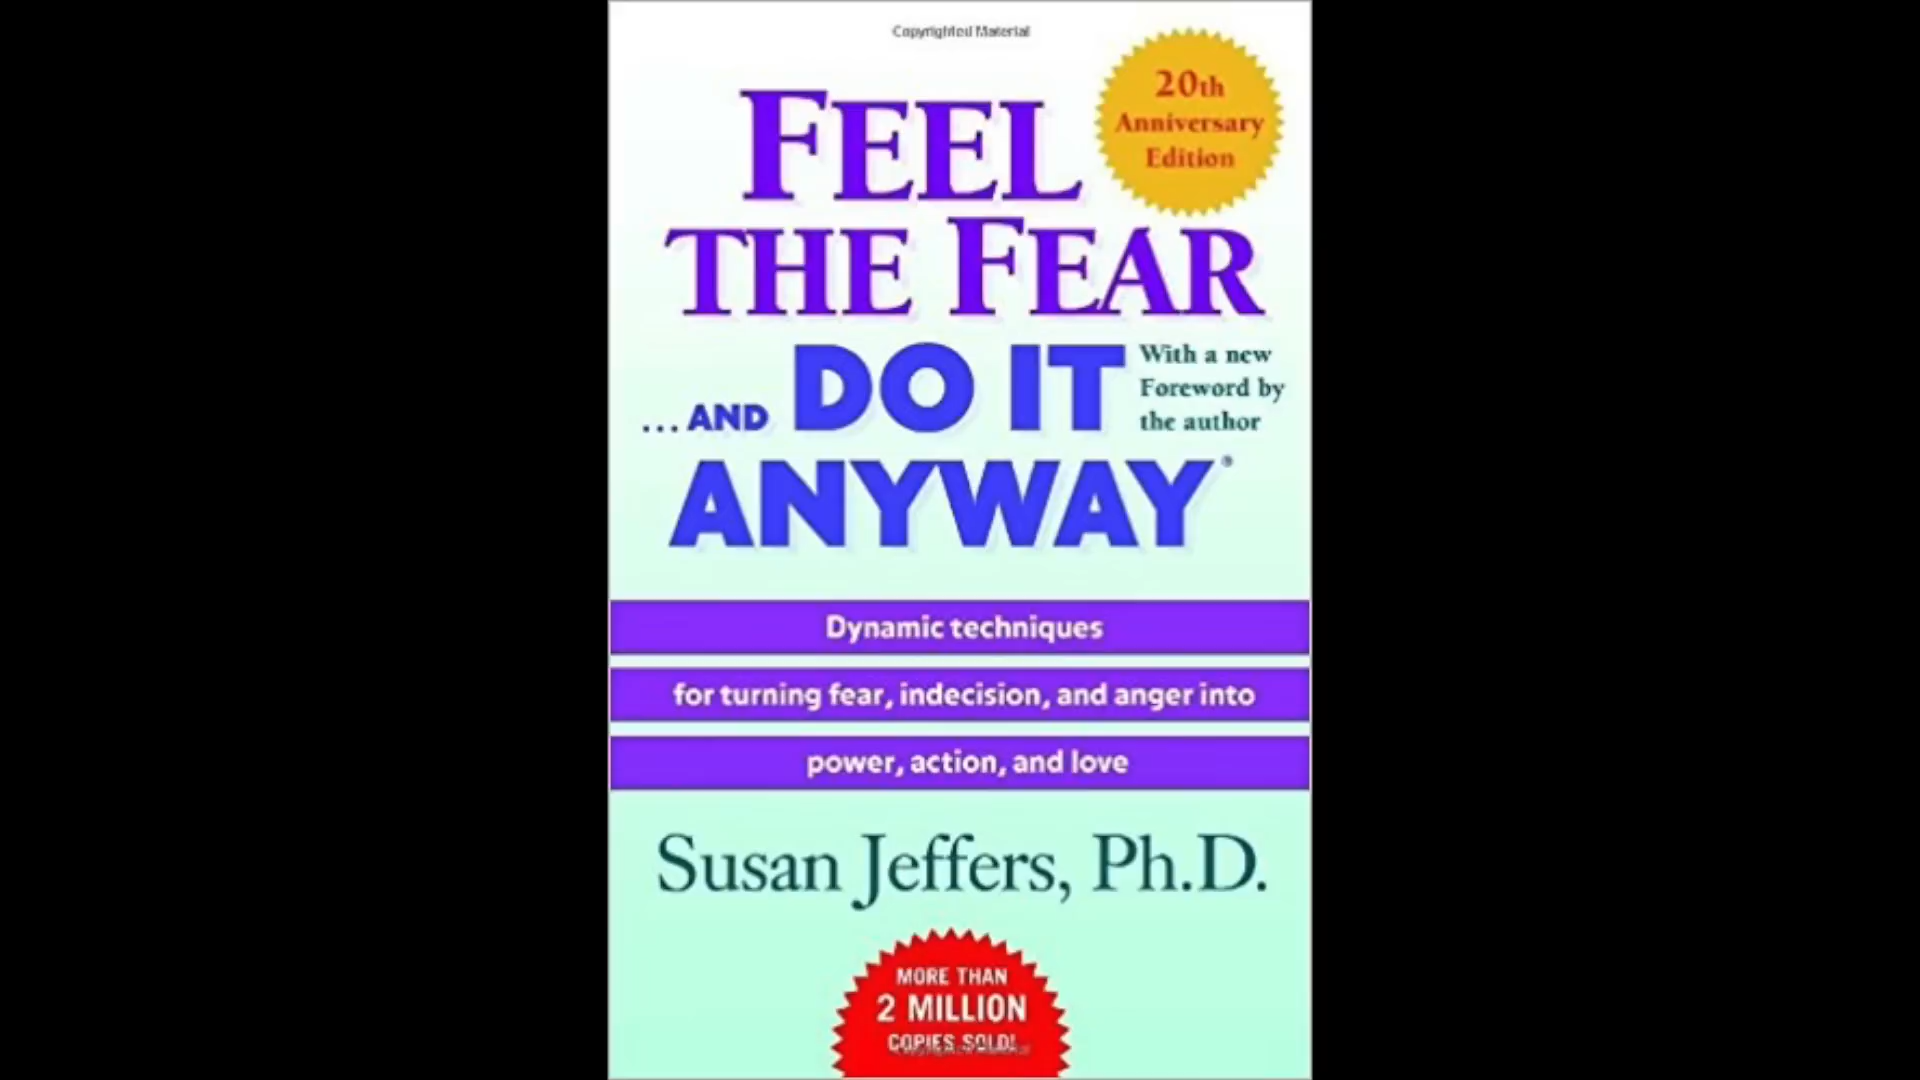 Copyrighted Material
20th
Anniversary
Edition
FEEL
THE FEAR
...AND DO IT
ANYWAY®
With a new
Foreword by
the author
Dynamic techniques
for turning fear, indecision, and anger into
power, action, and love
Susan Jeffers, Ph.D.
MORE THAN
2 MILLION
COPIES SOLD!
Copyrighted Material